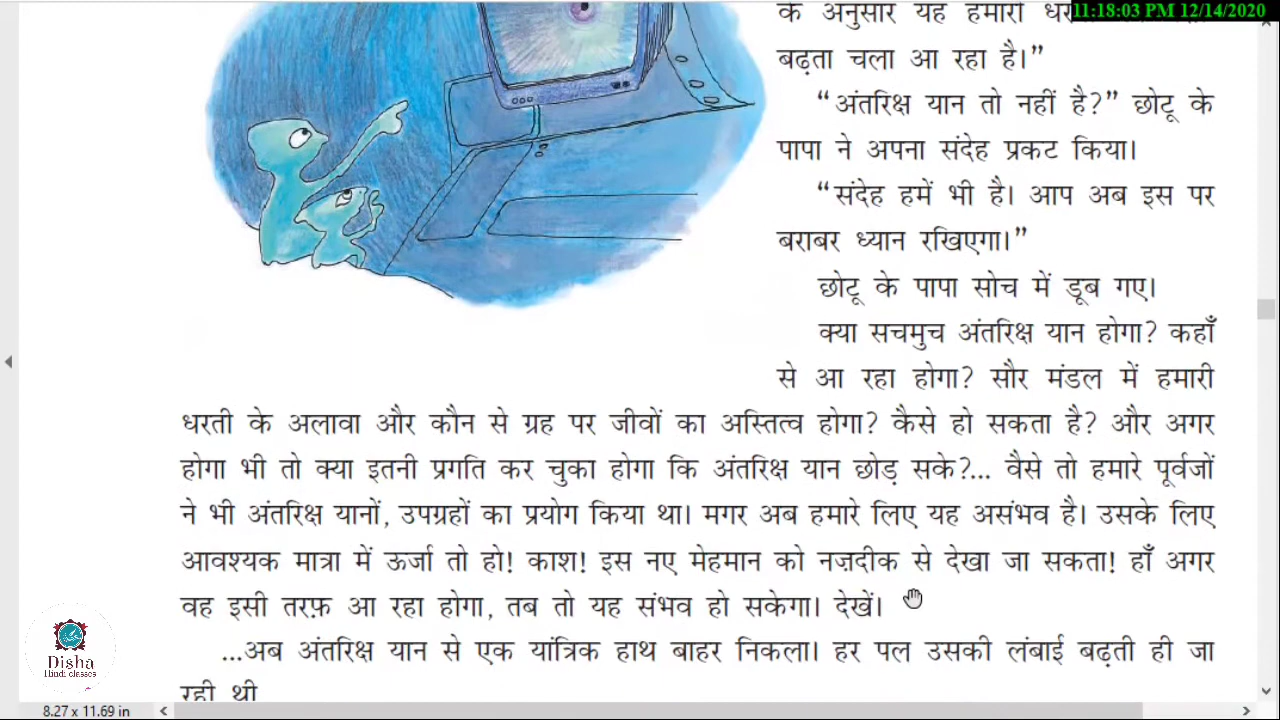 11:18:03 PM 12/14/2020
के अनुसार यह हमारी
बढ़ता चला आ रहा है।”
“अंतरिक्ष यान तो नहीं है?” छोटू के
पापा ने अपना संदेह प्रकट किया।
“संदेह हमें भी है। आप अब इस पर
बराबर ध्यान रखिएगा।”
छोटू के पापा सोच में डूब गए।
क्या सचमुच अंतरिक्ष यान होगा? कहाँ
से आ रहा होगा? सौर मंडल में हमारी
धरती के अलावा और कौन से ग्रह पर जीवों का अस्तित्व होगा? कैसे हो सकता है? और अगर
होगा भी तो क्या इतनी प्रगति कर चुका होगा कि अंतरिक्ष यान छोड़ सके?... वैसे तो हमारे पूर्वजों
ने भी अंतरिक्ष यानों, उपग्रहों का प्रयोग किया था। मगर अब हमारे लिए यह असंभव है। उसके लिए
आवश्यक मात्रा में ऊर्जा तो हो! काश! इस नए मेहमान को नज़दीक से देखा जा सकता! हाँ अगर
वह इसी तरफ़ आ रहा होगा, तब तो यह संभव हो सकेगा। देखें।
...अब अंतरिक्ष यान से एक यांत्रिक हाथ बाहर निकला। हर पल उसकी लंबाई बढ़ती ही जा
रही थी
Disha
Hindi classes
8.27 x 11.69 in